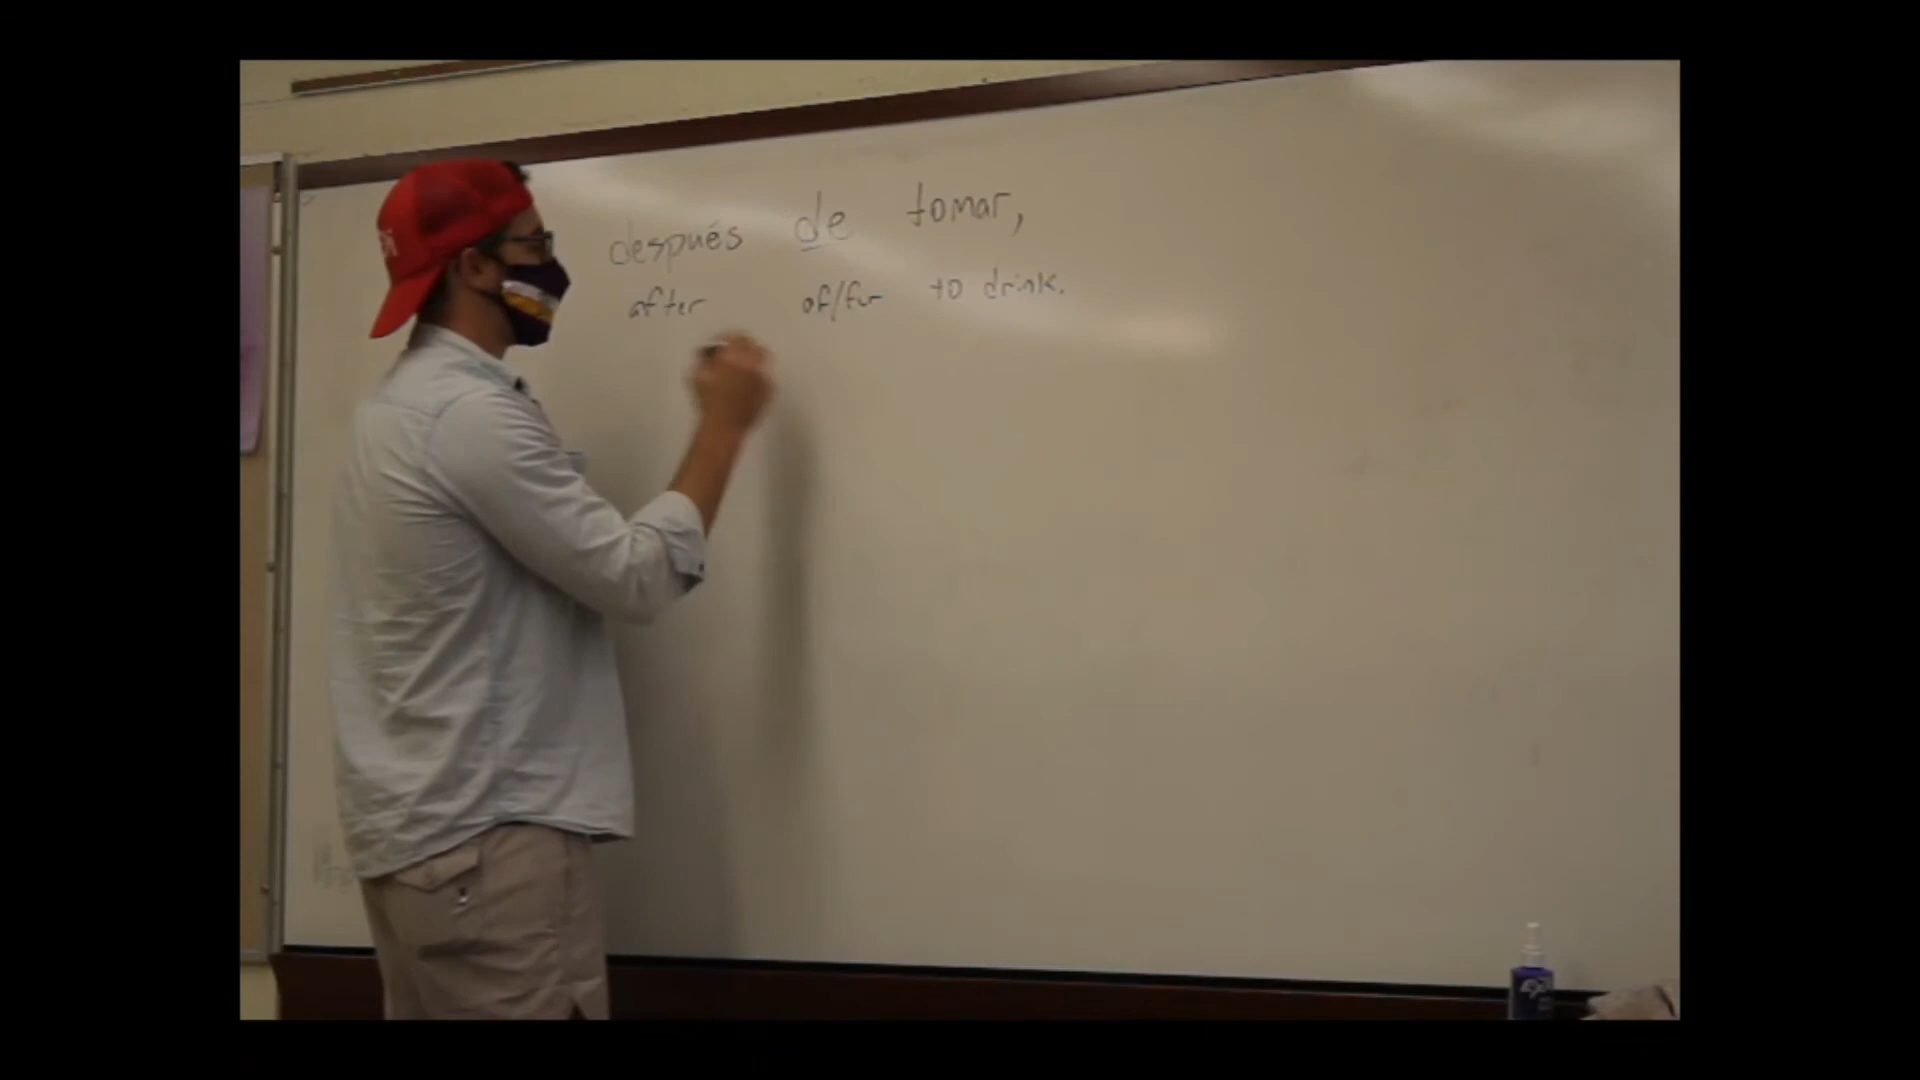 después de tomar,
after of/for to drink.